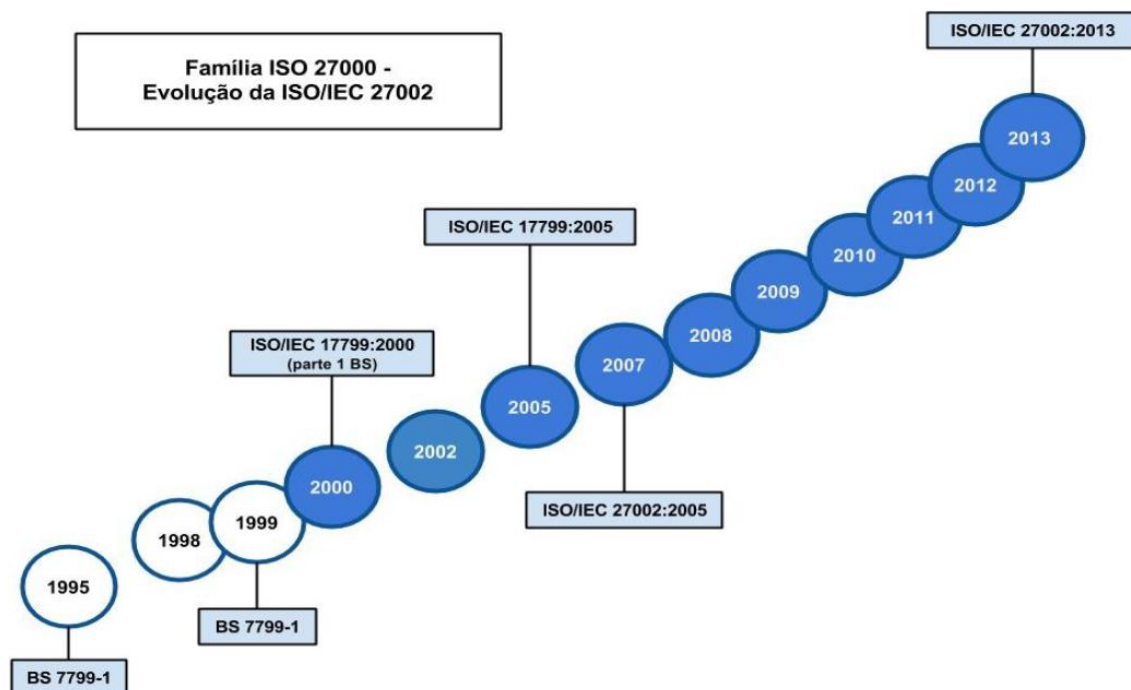 Família ISO 27000 -
Evolução da ISO/IEC 27002
ISO/IEC 27002:2013
2013
2012
2011
2010
2009
2008
2007
ISO/IEC 17799:2005
2005
ISO/IEC 27002:2005
ISO/IEC 17799:2000
(parte 1 BS)
2002
2000
1999
1998
BS 7799-1
1995
BS 7799-1